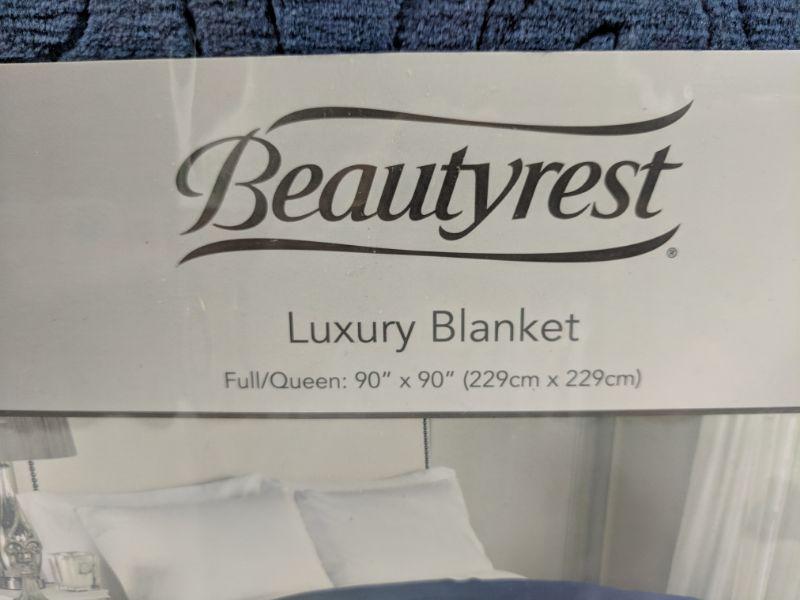 Beautyrest®
Luxury Blanket
Full/Queen: 90" x 90" (229cm x 229cm)